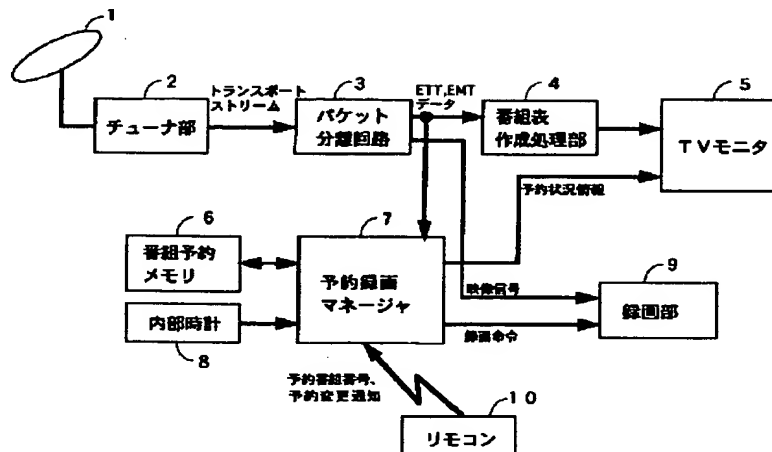 1
2
チューナ部
トランスポート
ストリーム
3
パケット
分離回路
ETT,EMT
データ
4
番組表
作成処理部
5
TVモニタ
6
番組予約
メモリ
7
予約録画
マネージャ
予約状況情報
映像信号
録画命令
9
録画部
内部時計
8
予約番組番号、
予約変更通知
10
リモコン